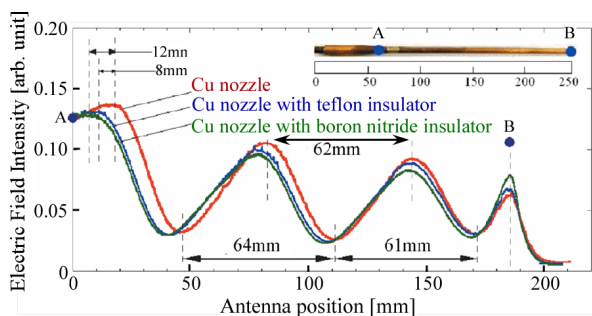 Electric Field Intensity [arb. unit]
0.20
0.15
0.10
0.05
0
A
12mn
8mm
A
B
0 50 100 150 200 250
Cu nozzle
Cu nozzle with teflon insulator
Cu nozzle with boron nitride insulator
B
62mm
64mm
61mm
0 50 100 150 200
Antenna position [mm]